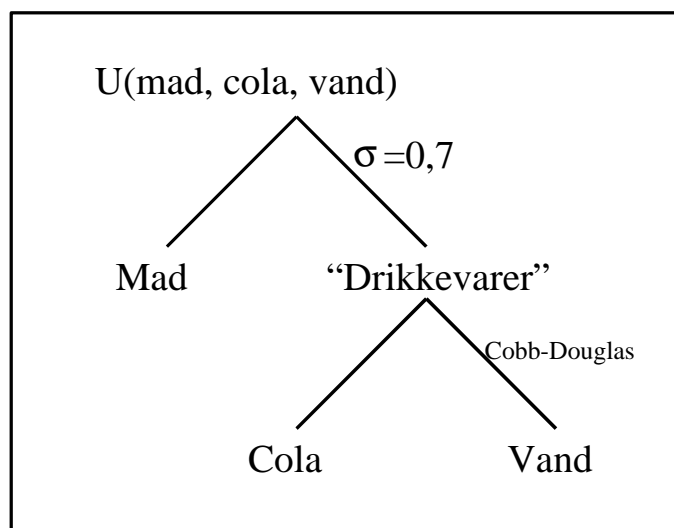 U(mad, cola, vand)
σ =0,7
Mad “Drikkevarer”
Cobb-Douglas
Cola Vand